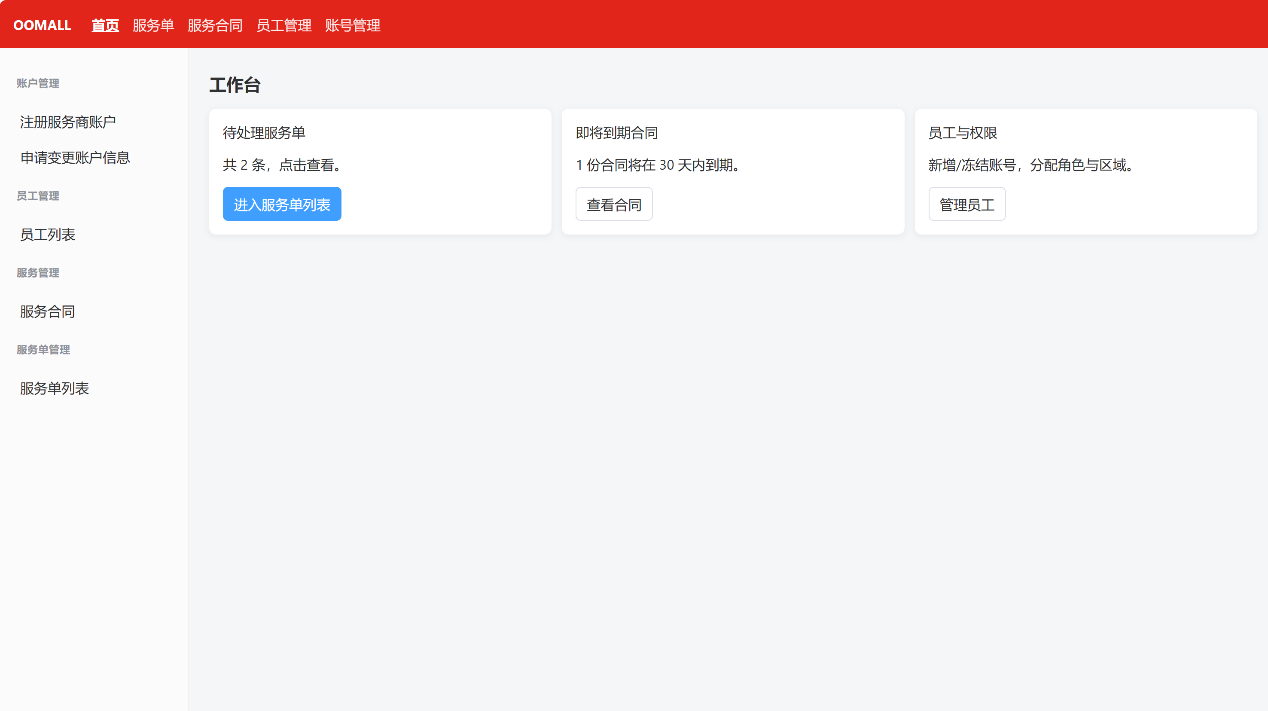 OOMALL 首页 服务单 服务合同 员工管理 账号管理
账户管理
注册服务商账户
申请变更账户信息
员工管理
员工列表
服务管理
服务合同
服务单管理
服务单列表
工作台
待处理服务单
共 2 条，点击查看。
进入服务单列表
即将到期合同
1 份合同将在 30 天内到期。
查看合同
员工与权限
新增/冻结账号，分配角色与区域。
管理员工